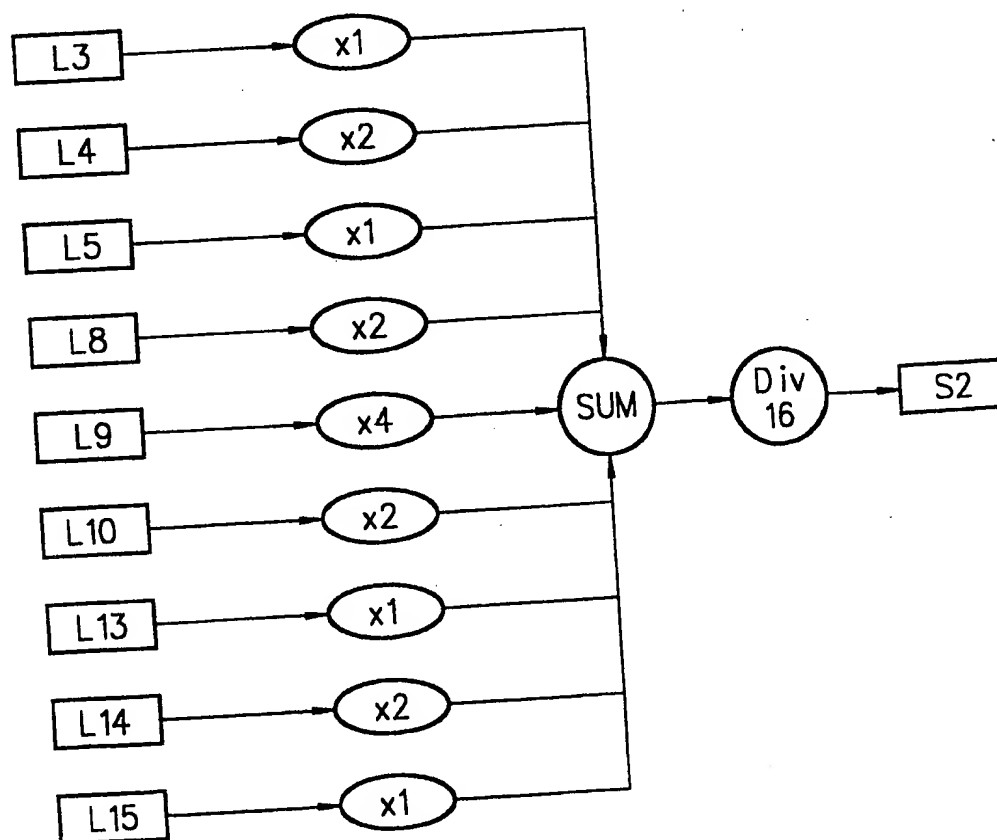 L3 x1
L4 x2
L5 x1
L8 x2
L9 x4 SUM Div 16 S2
L10 x2
L13 x1
L14 x2
L15 x1